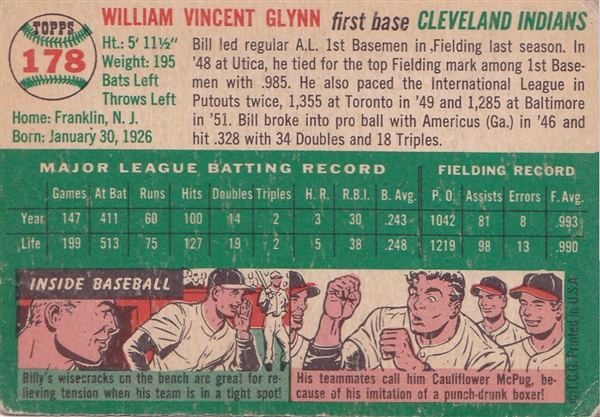 TOPPS
178
WILLIAM VINCENT GLYNN first base CLEVELAND INDIANS
Ht.: 5' 11½"
Weight: 195
Bats Left
Throws Left
Home: Franklin, N. J.
Born: January 30, 1926
Bill led regular A.L. 1st Basemen in Fielding last season. In
'48 at Utica, he tied for the top Fielding mark among 1st Base-
men with .985. He also paced the International League in
Putouts twice, 1,355 at Toronto in '49 and 1,285 at Baltimore
in '51. Bill broke into pro ball with Americus (Ga.) in '46 and
hit .328 with 34 Doubles and 18 Triples.
MAJOR LEAGUE BATTING RECORD FIELDING RECORD
Games At Bat Runs Hits Doubles Triples H. R. R.B.I. B. Avg. P. O. Assists Errors F. Avg.
Year 147 411 60 100 14 2 3 30 .243 1042 81 8 .993
Life 199 513 75 127 19 2 5 38 .248 1219 98 13 .990
INSIDE BASEBALL
Billy's wisecracks on the bench are great for re-
lieving tension when his team is in a tight spot!
His teammates call him Cauliflower McPug, be-
cause of his imitation of a punch-drunk boxer!
©T.C.G. Printed in U.S.A.